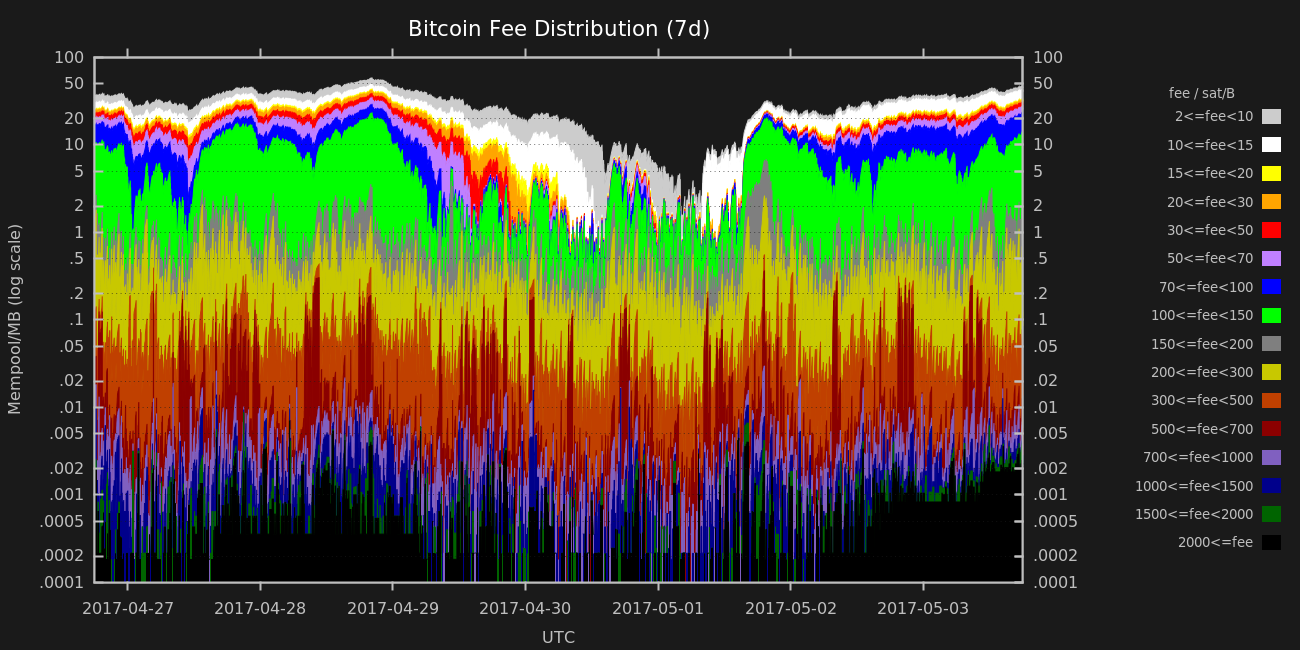 Bitcoin Fee Distribution (7d)
100
50
20
10
5
2
1
.5
.2
.1
.05
.02
.01
.005
.002
.001
.0005
.0002
.0001
Mempool/MB (log scale)
100
50
20
10
5
2
1
.5
.2
.1
.05
.02
.01
.005
.002
.001
.0005
.0002
.0001
2017-04-27 2017-04-28 2017-04-29 2017-04-30 2017-05-01 2017-05-02 2017-05-03
UTC
fee / sat/B
2<=fee<10
10<=fee<15
15<=fee<20
20<=fee<30
30<=fee<50
50<=fee<70
70<=fee<100
100<=fee<150
150<=fee<200
200<=fee<300
300<=fee<500
500<=fee<700
700<=fee<1000
1000<=fee<1500
1500<=fee<2000
2000<=fee